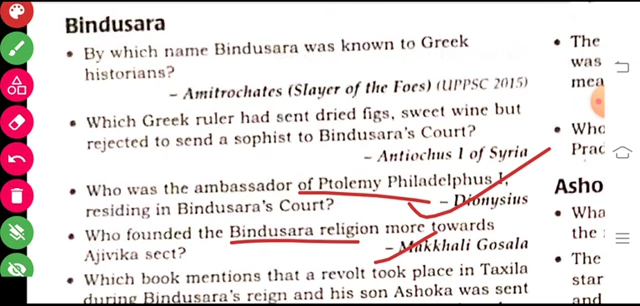 Bindusara
• By which name Bindusara was known to Greek
historians?
– Amitrochates (Slayer of the Foes) (UPPSC 2015)
• Which Greek ruler had sent dried figs, sweet wine but
rejected to send a sophist to Bindusara's Court?
– Antiochus I of Syria
• Who was the ambassador of Ptolemy Philadelphus I,
residing in Bindusara's Court? – Dionysius
• Who founded the Bindusara religion more towards
Ajivika sect? – Makkhali Gosala
• Which book mentions that a revolt took place in Taxila
during Bindusara's reign and his son Ashoka was sent
• The
was
mea
• Who
Prad
Asho
• Wha
the
• The
star
and